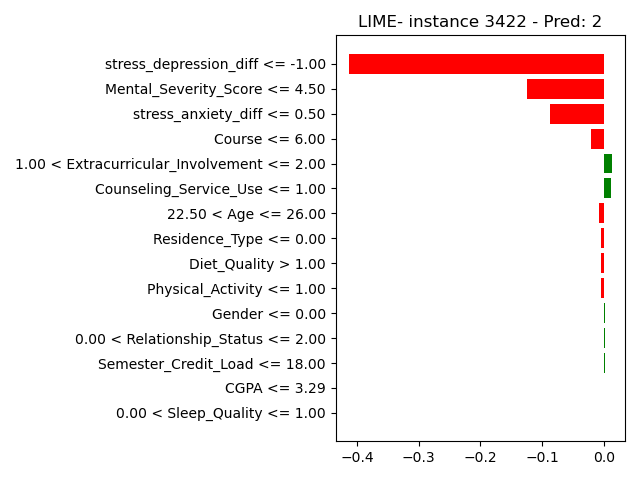 LIME- instance 3422 - Pred: 2
stress_depression_diff <= -1.00
Mental_Severity_Score <= 4.50
stress_anxiety_diff <= 0.50
Course <= 6.00
1.00 < Extracurricular_Involvement <= 2.00
Counseling_Service_Use <= 1.00
22.50 < Age <= 26.00
Residence_Type <= 0.00
Diet_Quality > 1.00
Physical_Activity <= 1.00
Gender <= 0.00
0.00 < Relationship_Status <= 2.00
Semester_Credit_Load <= 18.00
CGPA <= 3.29
0.00 < Sleep_Quality <= 1.00
−0.4 −0.3 −0.2 −0.1 0.0